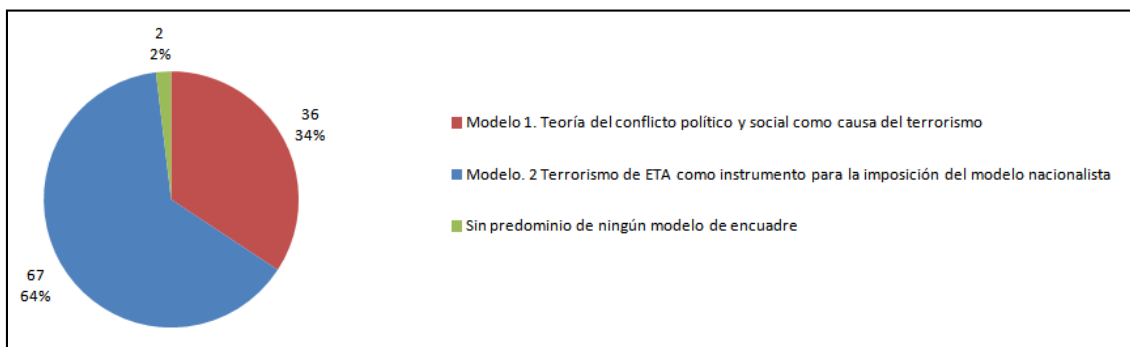 2
2%
36
34%
67
64%
Modelo 1. Teoría del conflicto político y social como causa del terrorismo
Modelo. 2 Terrorismo de ETA como instrumento para la imposición del modelo nacionalista
Sin predominio de ningún modelo de encuadre